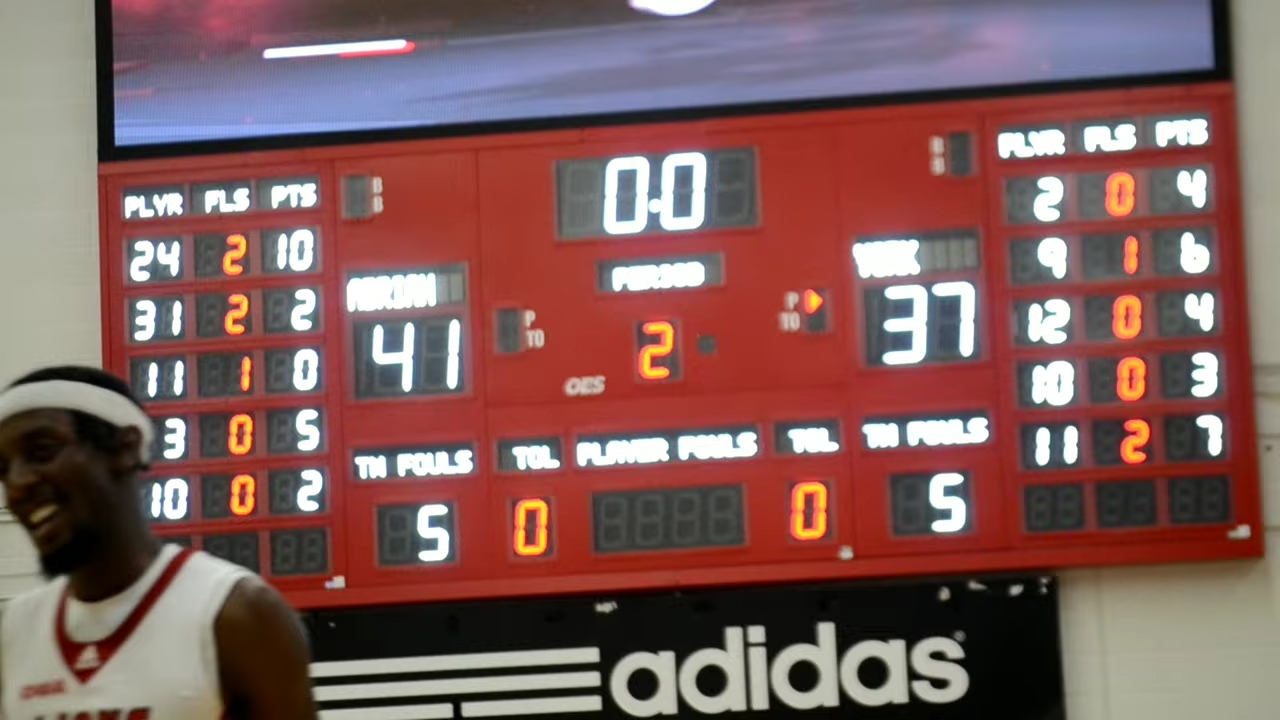 PLYR FLS PTS
24 2 10
31 2 2
11 1 0
3 0 5
10 0 2
ADRIAN
41
TM FOULS
5
0:0
PERIOD
2
P
TO
P
TO
OES
TOL
0
PLAYER FOULS
TOL
0
YORK
37
TM FOULS
5
PLYR FLS PTS
2 0 4
9 1 6
12 0 4
10 0 3
11 2 7
B
B
adidas
LIONS